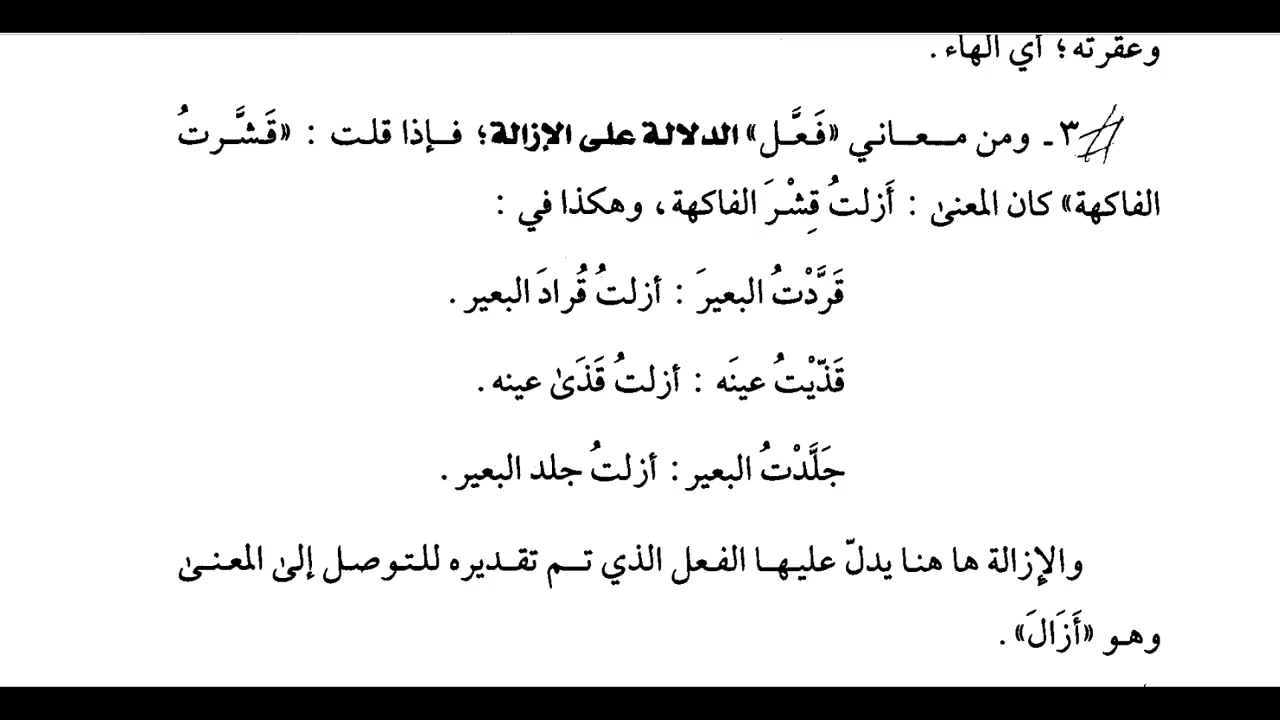 وعقرته ؛ أي الهاء .
٣ ـ ومن معاني «فَعَّل» الدلالة على الإزالة؛ فإذا قلت : «قَشَّرتُ
الفاكهة» كان المعنىٰ : أَزلتُ قِشْرَ الفاكهة ، وهكذا في :
قَرَّدْتُ البعيرَ : أزلتُ قُرادَ البعير .
قَذّيْتُ عينَه : أزلتُ قَذَىٰ عينه .
جَلَّدْتُ البعير : أزلتُ جلد البعير .
والإزالة ها هنا يدلّ عليها الفعل الذي تم تقديره للتوصل إلىٰ المعنىٰ
وهو «أَزَالَ» .